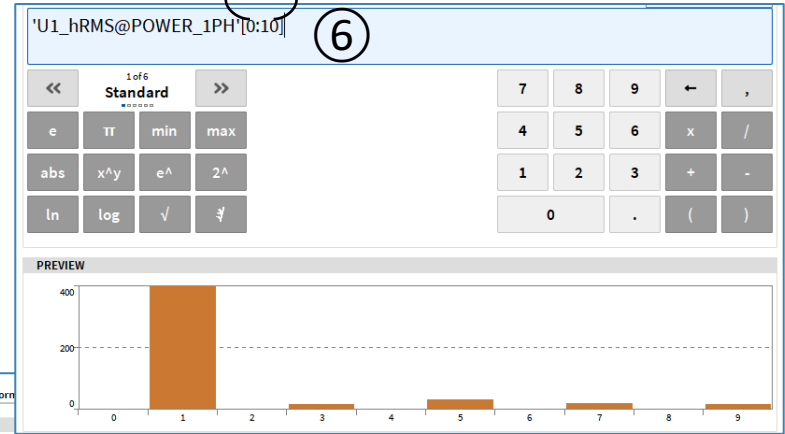 'U1_hRMS@POWER_1PH'[0:10]
⑥
1 of 6
« Standard »
7 8 9 ← ,
e π min max
4 5 6 x /
abs x^y e^ 2^
1 2 3 + -
ln log √
0 . ( )
PREVIEW
400
200
0
0 1 2 3 4 5 6 7 8 9